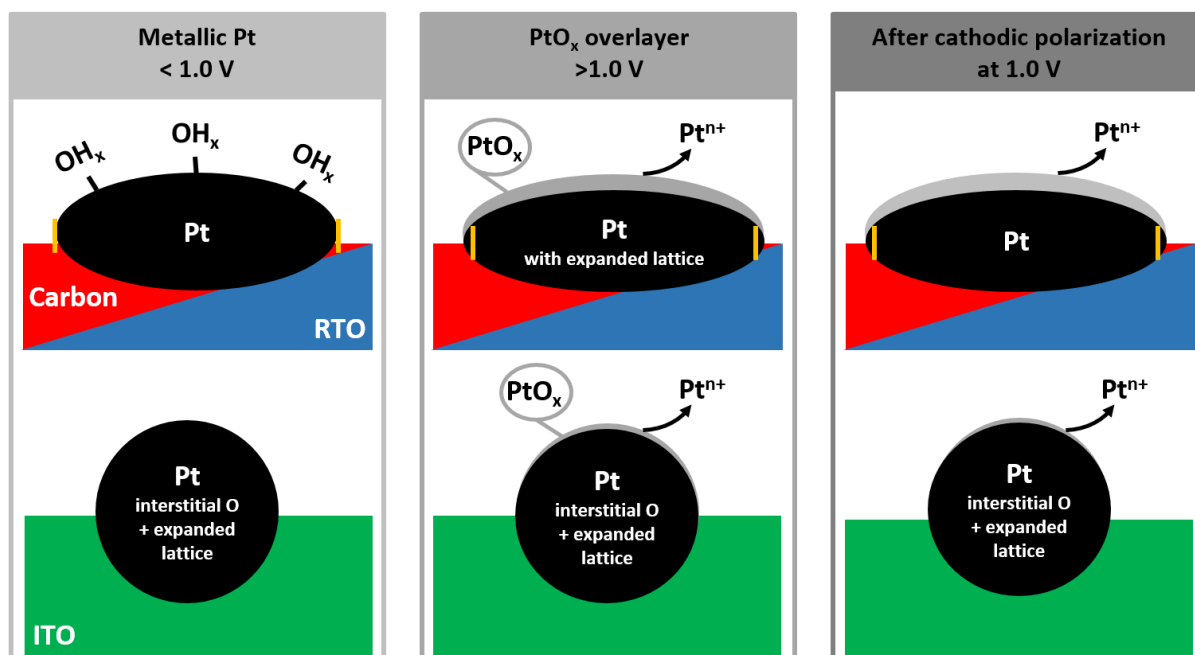 Metallic Pt
< 1.0 V
OHₓ
OHₓ
OHₓ
Pt
Carbon
RTO
Pt
interstitial O
+ expanded
lattice
ITO
PtOₓ overlayer
>1.0 V
PtOₓ
Ptⁿ⁺
Pt
with expanded lattice
PtOₓ
Ptⁿ⁺
Pt
interstitial O
+ expanded
lattice
After cathodic polarization
at 1.0 V
Ptⁿ⁺
Pt
Ptⁿ⁺
Pt
interstitial O
+ expanded
lattice